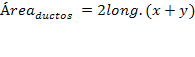 Área_ductos = 2long.(x + y)